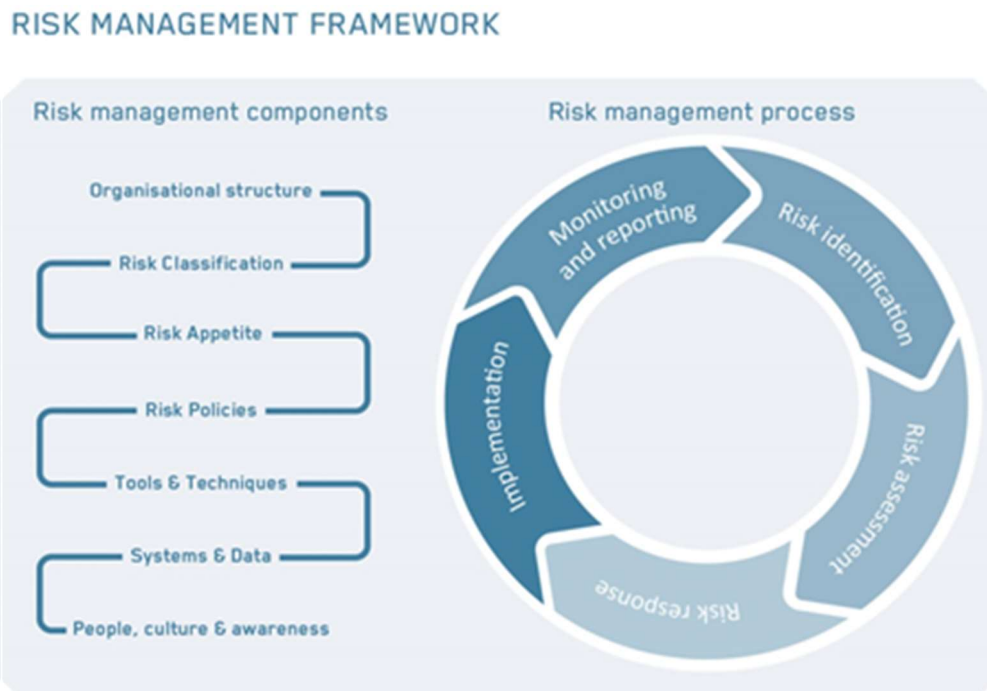 RISK MANAGEMENT FRAMEWORK
Risk management components
Organisational structure
Risk Classification
Risk Appetite
Risk Policies
Tools & Techniques
Systems & Data
People, culture & awareness
Risk management process
Monitoring
and reporting
Risk identification
Risk assessment
Risk response
Implementation